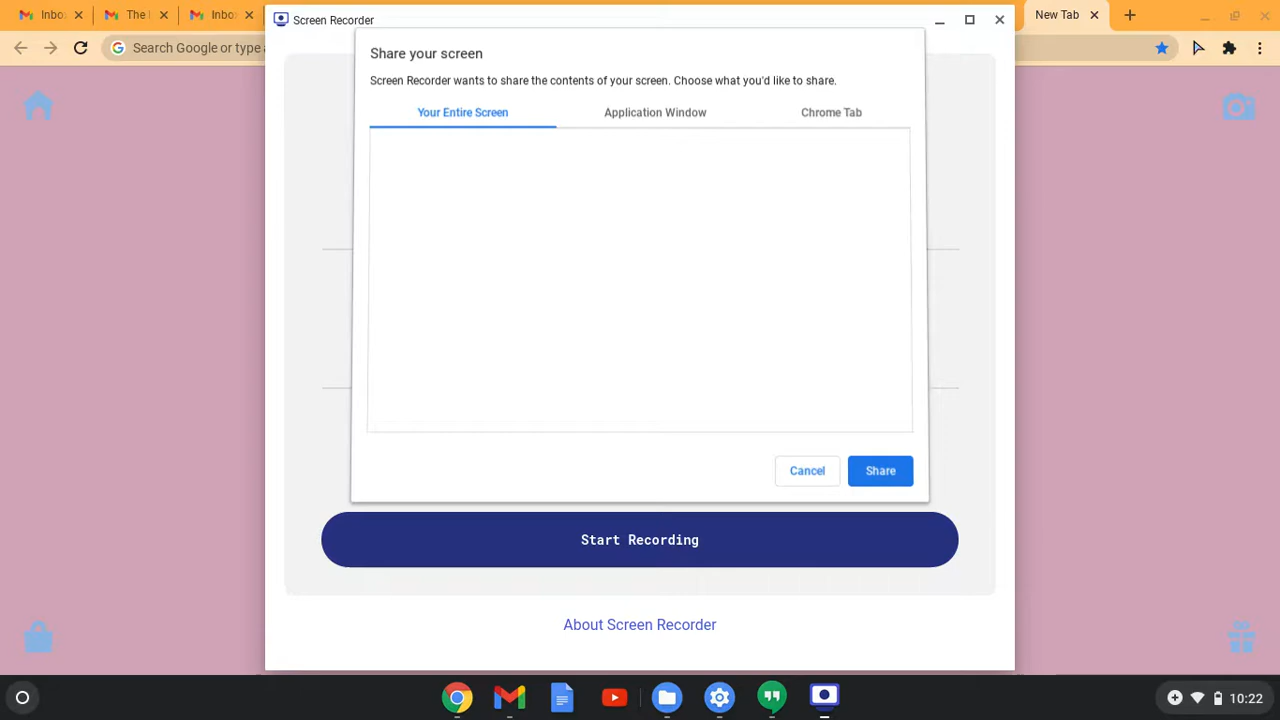 Inbo
The I
Inbo
Screen Recorder
New Tab
Search Google or type a
Share your screen
Screen Recorder wants to share the contents of your screen. Choose what you'd like to share.
Your Entire Screen Application Window Chrome Tab
Cancel Share
Start Recording
About Screen Recorder
10:22